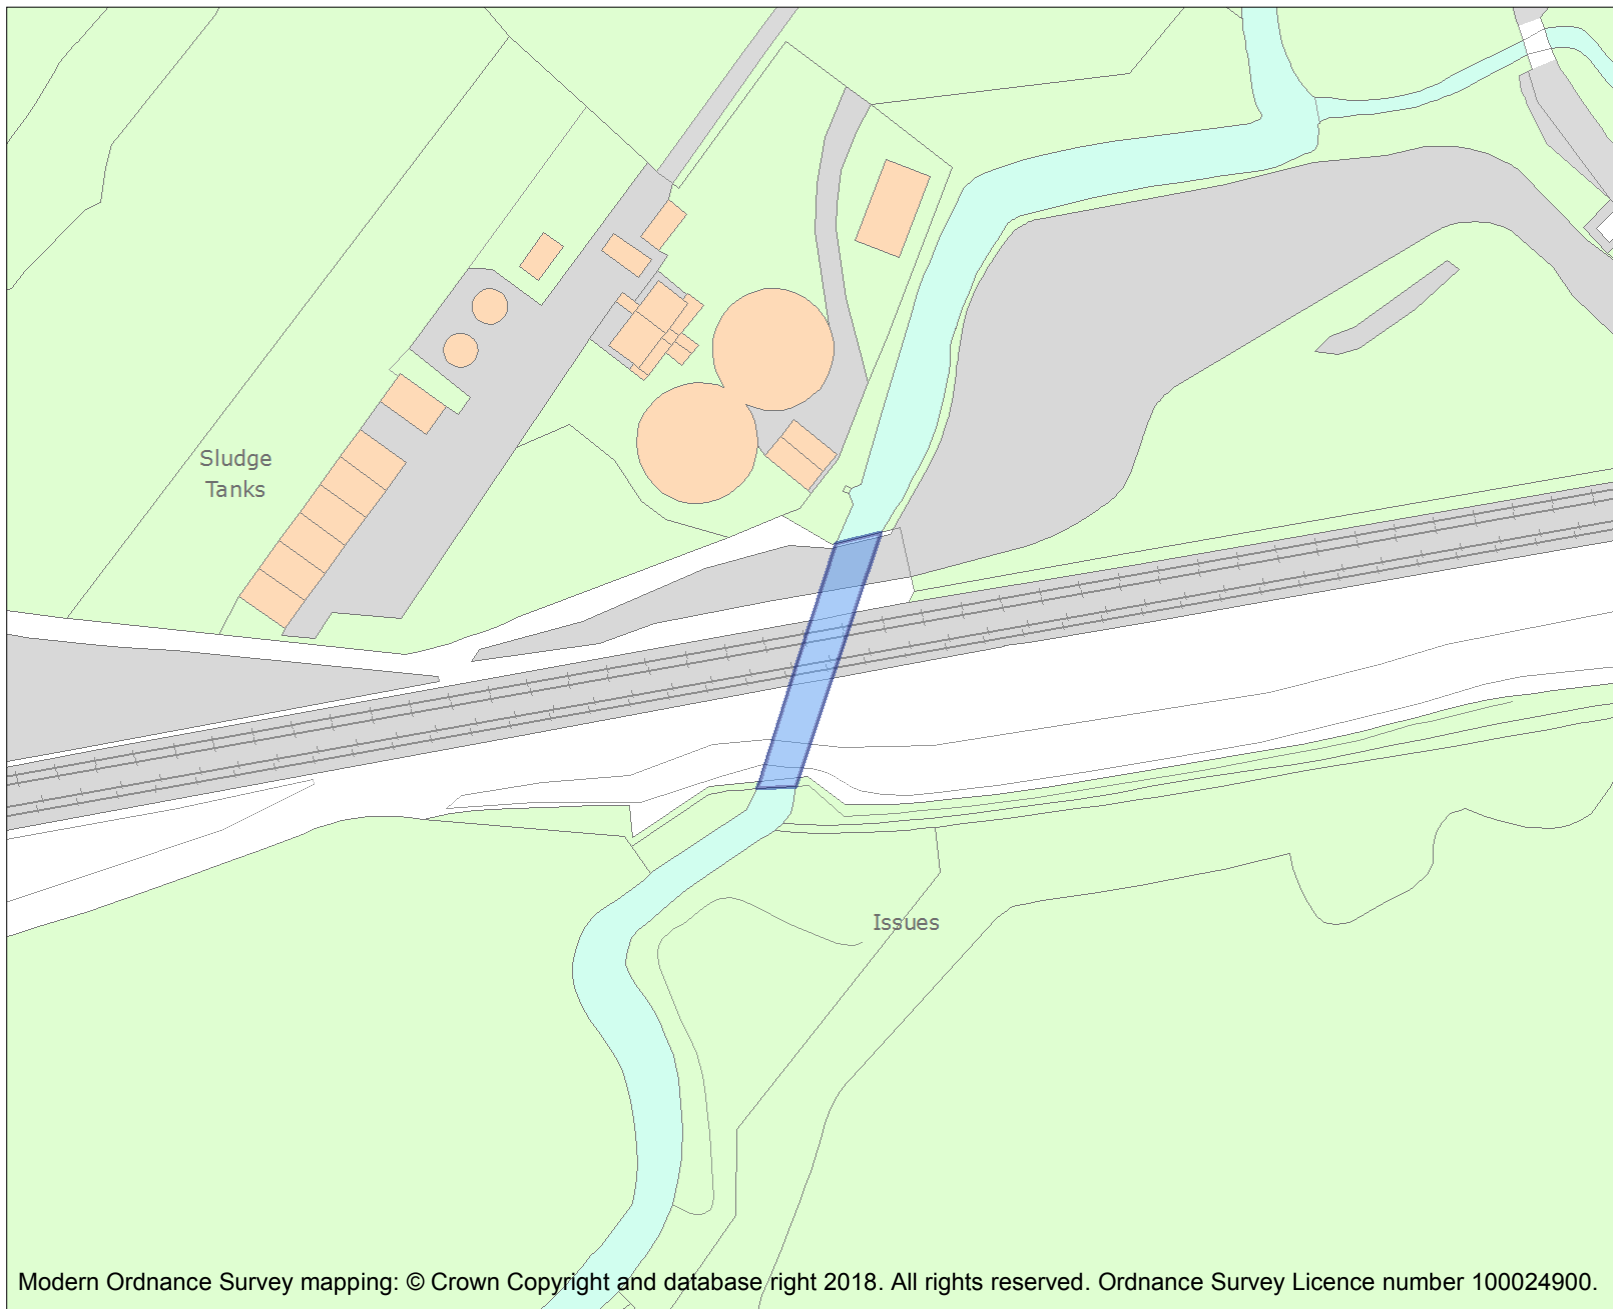 Sludge
Tanks
Issues
Modern Ordnance Survey mapping: © Crown Copyright and database right 2018. All rights reserved. Ordnance Survey Licence number 100024900.